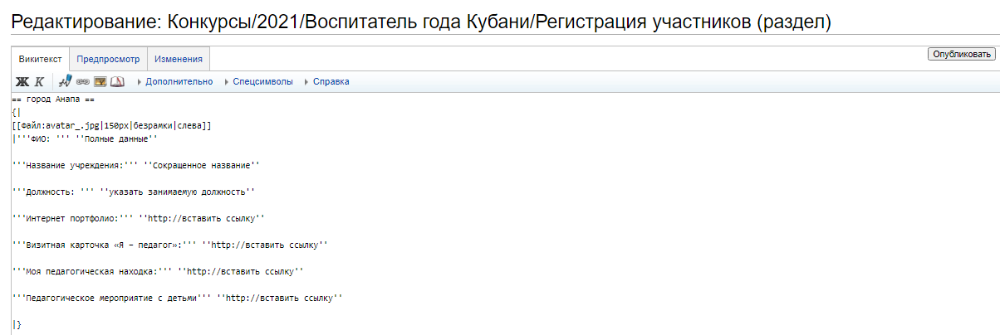 Редактирование: Конкурсы/2021/Воспитатель года Кубани/Регистрация участников (раздел)
Викитекст Предпросмотр Изменения Опубликовать
Ж К Дополнительно Спецсимволы Справка
== город Анапа ==
{|
[[Файл:avatar_.jpg|150px|безрамки|слева]]
|'''ФИО: ''' ''Полные данные''
'''Название учреждения:''' ''Сокращенное название''
'''Должность: ''' ''указать занимаемую должность''
'''Интернет портфолио:''' ''http://вставить ссылку''
'''Визитная карточка «Я – педагог»:''' ''http://вставить ссылку''
'''Моя педагогическая находка:''' ''http://вставить ссылку''
'''Педагогическое мероприятие с детьми''' ''http://вставить ссылку''
|}